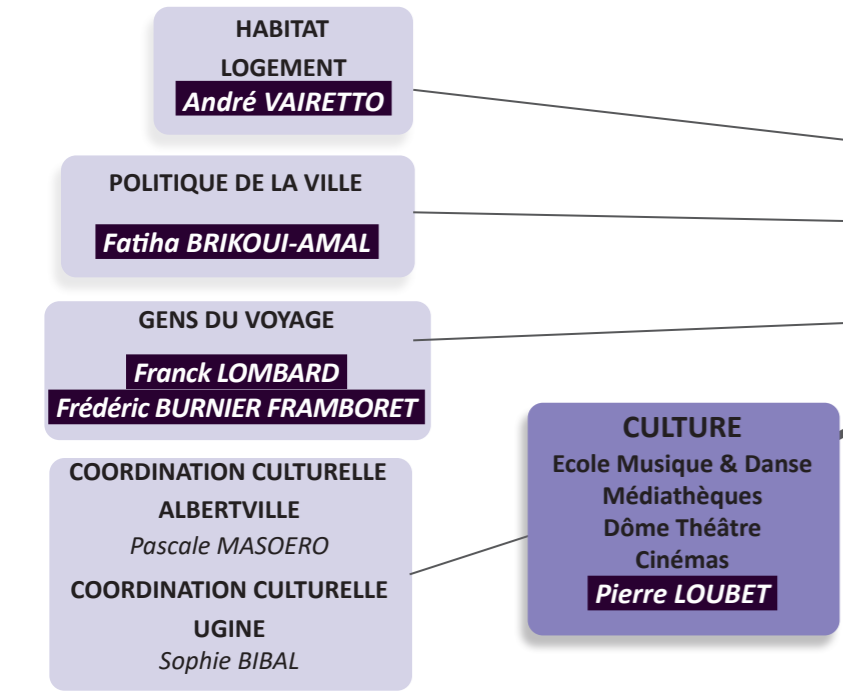 HABITAT
LOGEMENT
André VAIRETTO
POLITIQUE DE LA VILLE
Fatiha BRIKOUI-AMAL
GENS DU VOYAGE
Franck LOMBARD
Frédéric BURNIER FRAMBORET
COORDINATION CULTURELLE
ALBERTVILLE
Pascale MASOERO
COORDINATION CULTURELLE
UGINE
Sophie BIBAL
CULTURE
Ecole Musique & Danse
Médiathèques
Dôme Théâtre
Cinémas
Pierre LOUBET